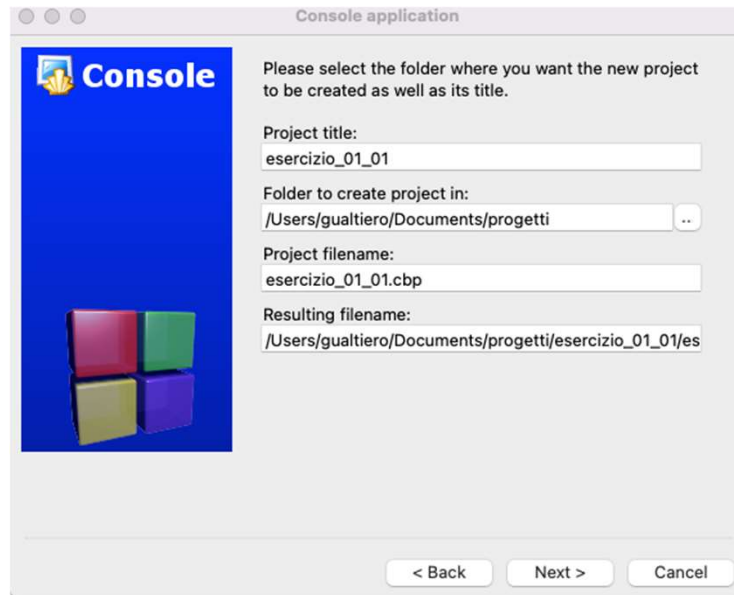 Console application
Console
Please select the folder where you want the new project
to be created as well as its title.
Project title:
esercizio_01_01
Folder to create project in:
/Users/gualtiero/Documents/progetti
..
Project filename:
esercizio_01_01.cbp
Resulting filename:
/Users/gualtiero/Documents/progetti/esercizio_01_01/es
< Back
Next >
Cancel